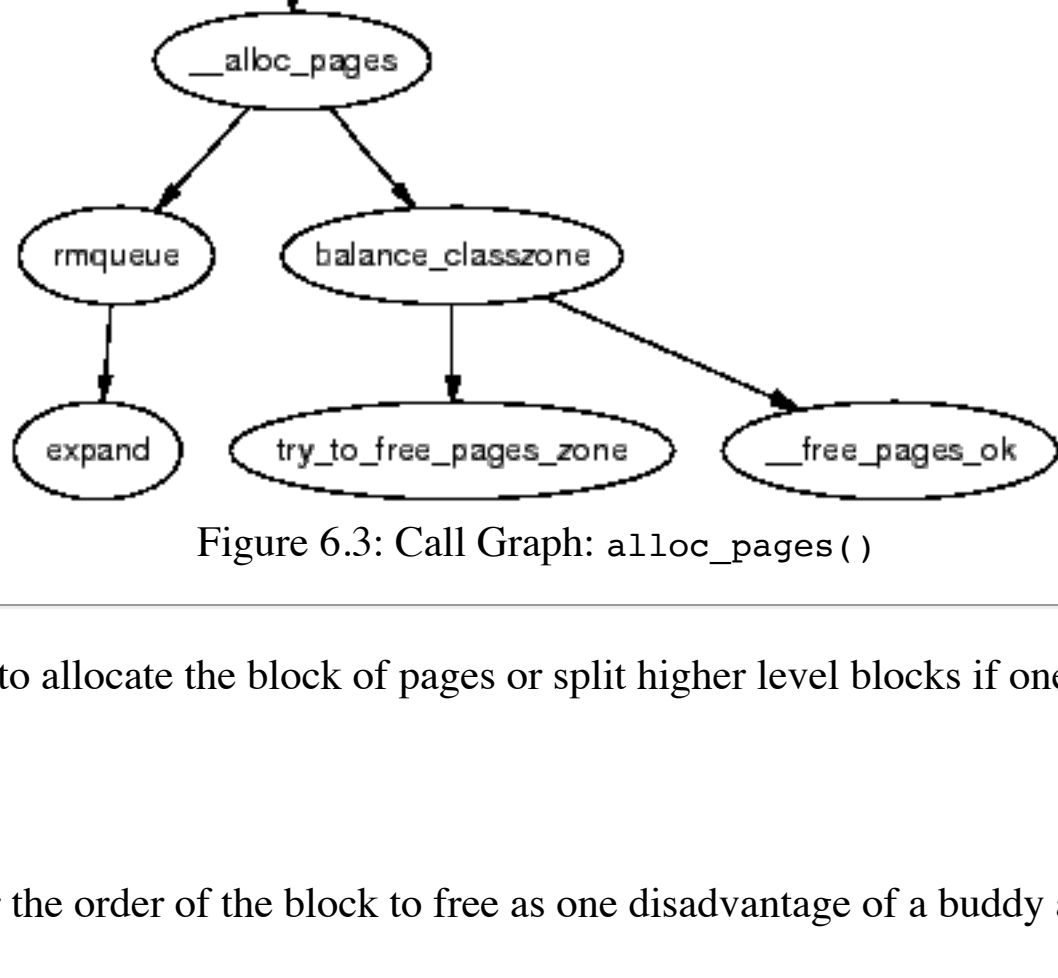 __alloc_pages
rmqueue balance_classzone
expand try_to_free_pages_zone __free_pages_ok
Figure 6.3: Call Graph: alloc_pages()
to allocate the block of pages or split higher level blocks if one
the order of the block to free as one disadvantage of a buddy